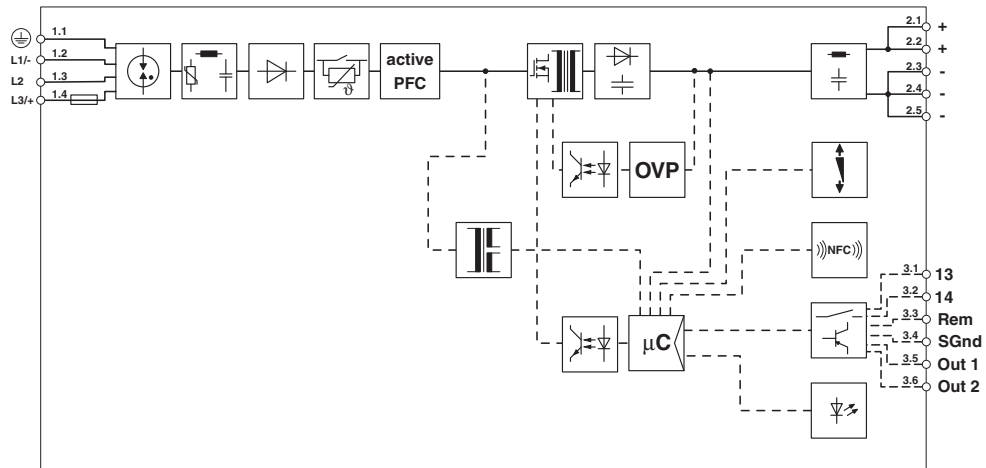 1.1
L1/- 1.2
L2 1.3
L3/+ 1.4
ϑ
active
PFC
OVP
μC
)))NFC)))
2.1 +
2.2 +
2.3 -
2.4 -
2.5 -
3.1 13
3.2 14
3.3 Rem
3.4 SGnd
3.5 Out 1
3.6 Out 2